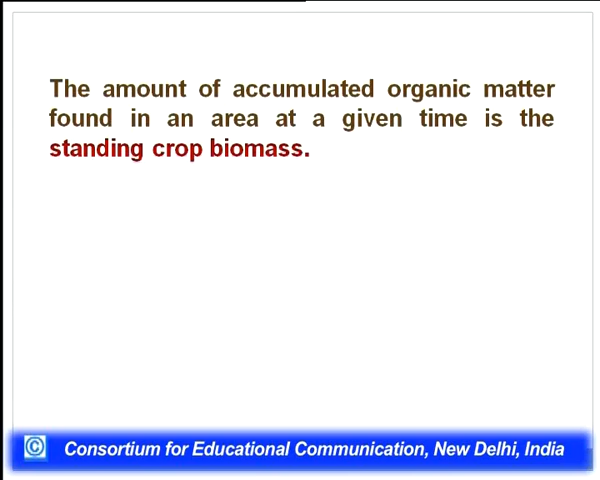 The amount of accumulated organic matter
found in an area at a given time is the
standing crop biomass.
© Consortium for Educational Communication, New Delhi, India